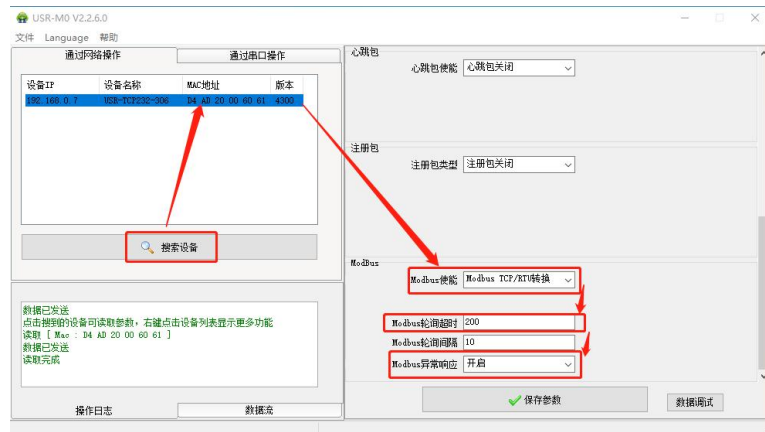 USR-M0 V2.2.6.0
文件 Language 帮助
通过网络操作 通过串口操作
设备IP 设备名称 MAC地址 版本
192.168.0.7 USR-TCP232-306 D4 AD 20 00 60 61 4300
搜索设备
数据已发送
点击搜到的设备可读取参数，右键点击设备列表显示更多功能
读取 [ Mac : D4 AD 20 00 60 61 ]
数据已发送
读取完成
操作日志 数据流
心跳包
心跳包使能 心跳包关闭
注册包
注册包类型 注册包关闭
ModBus
Modbus使能 Modbus TCP/RTU转换
Modbus轮询超时 200
Modbus轮询间隔 10
Modbus异常响应 开启
保存参数 数据调试